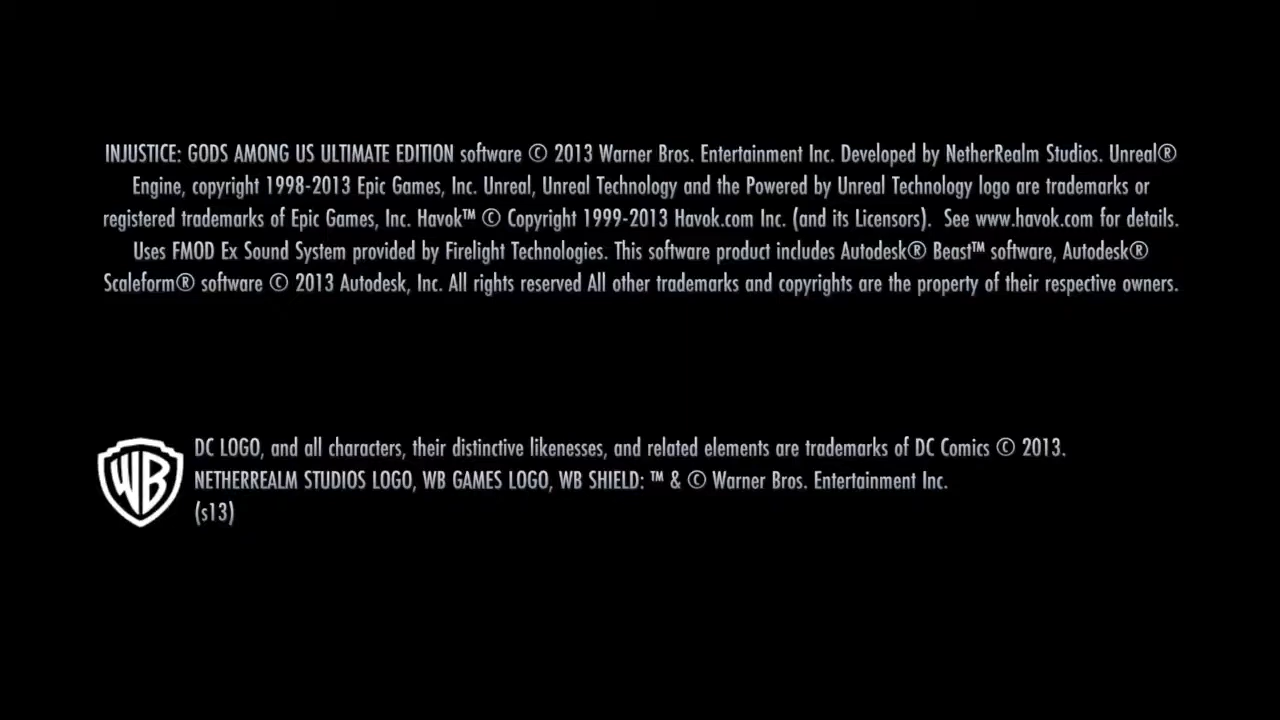 INJUSTICE: GODS AMONG US ULTIMATE EDITION software © 2013 Warner Bros. Entertainment Inc. Developed by NetherRealm Studios. Unreal®
Engine, copyright 1998-2013 Epic Games, Inc. Unreal, Unreal Technology and the Powered by Unreal Technology logo are trademarks or
registered trademarks of Epic Games, Inc. Havok™ © Copyright 1999-2013 Havok.com Inc. (and its Licensors).  See www.havok.com for details.
Uses FMOD Ex Sound System provided by Firelight Technologies. This software product includes Autodesk® Beast™ software, Autodesk®
Scaleform® software © 2013 Autodesk, Inc. All rights reserved All other trademarks and copyrights are the property of their respective owners.
WB
DC LOGO, and all characters, their distinctive likenesses, and related elements are trademarks of DC Comics © 2013.
NETHERREALM STUDIOS LOGO, WB GAMES LOGO, WB SHIELD: ™ & © Warner Bros. Entertainment Inc.
(s13)